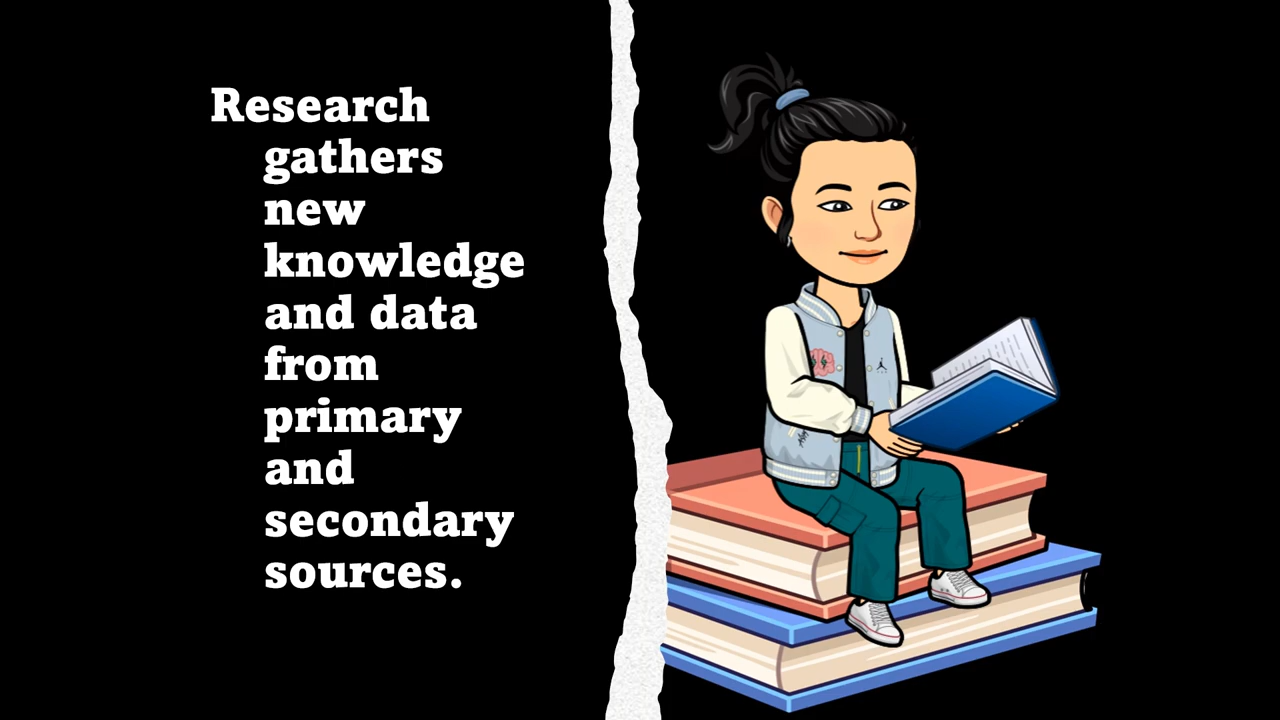 Research
gathers
new
knowledge
and data
from
primary
and
secondary
sources.